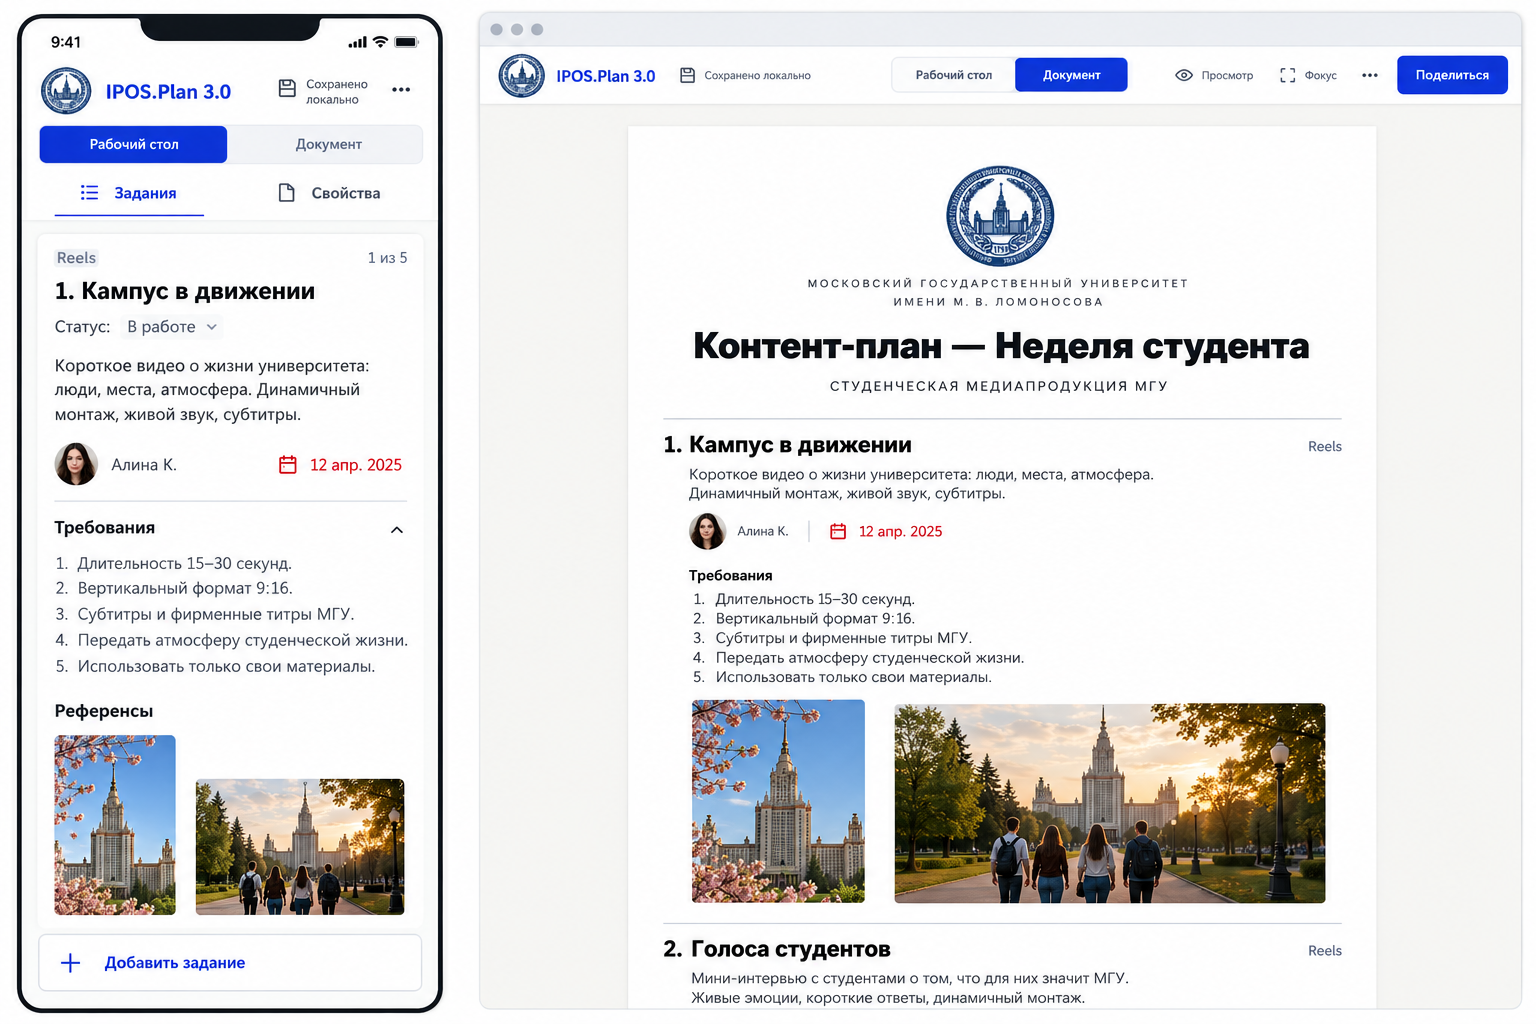 9:41
IPOS.Plan 3.0
Сохранено
локально
Рабочий стол
Документ
Задания
Свойства
Reels
1 из 5
1. Кампус в движении
Статус: В работе
Короткое видео о жизни университета:
люди, места, атмосфера. Динамичный
монтаж, живой звук, субтитры.
Алина К.
12 апр. 2025
Требования
1. Длительность 15–30 секунд.
2. Вертикальный формат 9:16.
3. Субтитры и фирменные титры МГУ.
4. Передать атмосферу студенческой жизни.
5. Использовать только свои материалы.
Референсы
Добавить задание
IPOS.Plan 3.0
Сохранено локально
Рабочий стол
Документ
Просмотр
Фокус
Поделиться
МОСКОВСКИЙ ГОСУДАРСТВЕННЫЙ УНИВЕРСИТЕТ
ИМЕНИ М. В. ЛОМОНОСОВА
Контент-план — Неделя студента
СТУДЕНЧЕСКАЯ МЕДИАПРОДУКЦИЯ МГУ
1. Кампус в движении
Reels
Короткое видео о жизни университета: люди, места, атмосфера.
Динамичный монтаж, живой звук, субтитры.
Алина К.
12 апр. 2025
Требования
1. Длительность 15–30 секунд.
2. Вертикальный формат 9:16.
3. Субтитры и фирменные титры МГУ.
4. Передать атмосферу студенческой жизни.
5. Использовать только свои материалы.
2. Голоса студентов
Reels
Мини-интервью с студентами о том, что для них значит МГУ.
Живые эмоции, короткие ответы, динамичный монтаж.